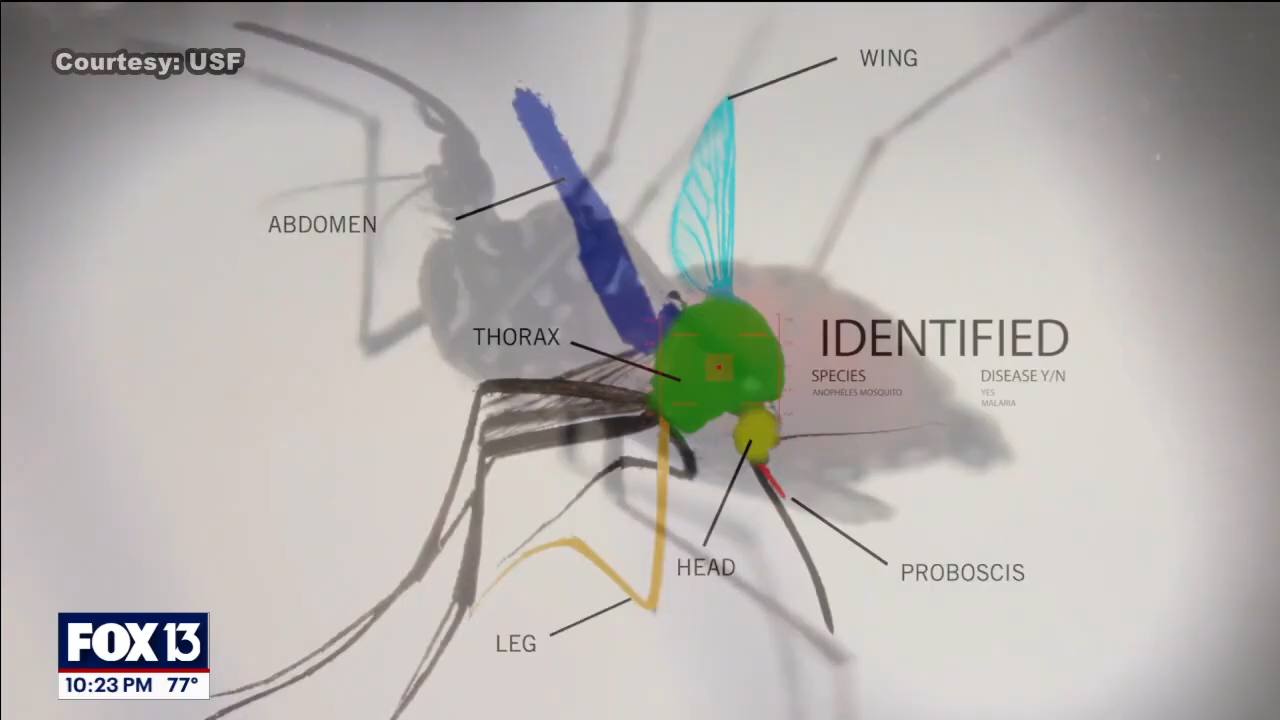 Courtesy: USF
WING
ABDOMEN
THORAX
IDENTIFIED
SPECIES
DISEASE Y/N
ANOPHELES MOSQUITO
YES
MALARIA
HEAD
PROBOSCIS
LEG
FOX 13
10:23 PM 77°